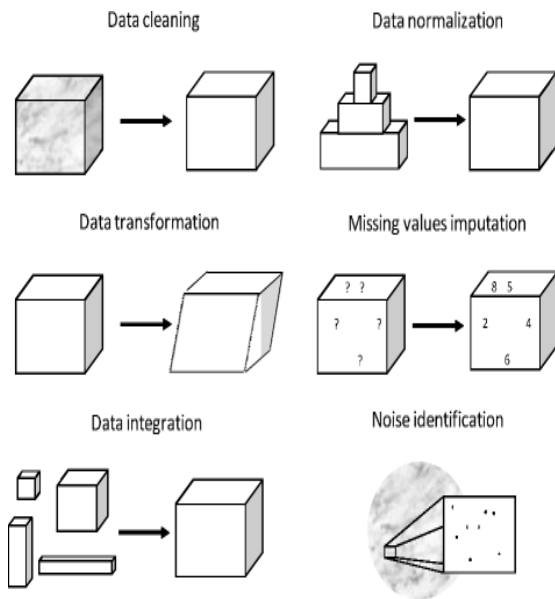 Data cleaning
Data normalization
Data transformation
Missing values imputation
? ?
? ?
?
8 5
2 4
6
Data integration
Noise identification